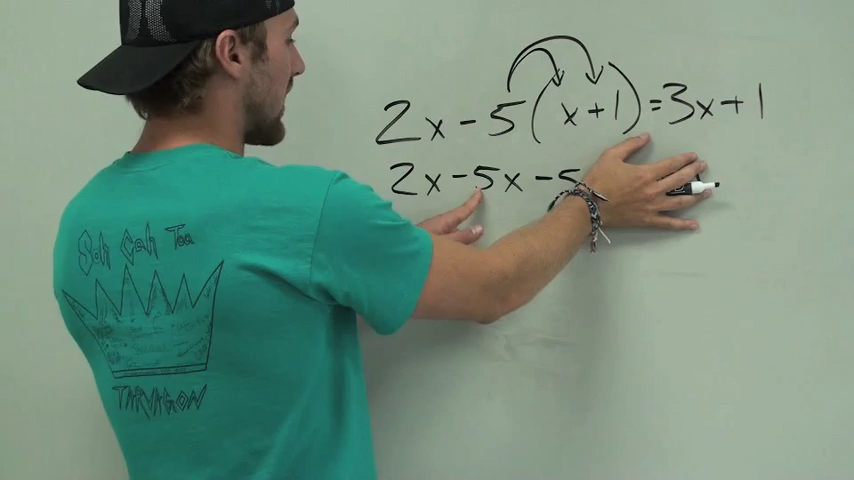 2x - 5(x + 1) = 3x + 1
2x - 5x - 5
Soh Cah Toa